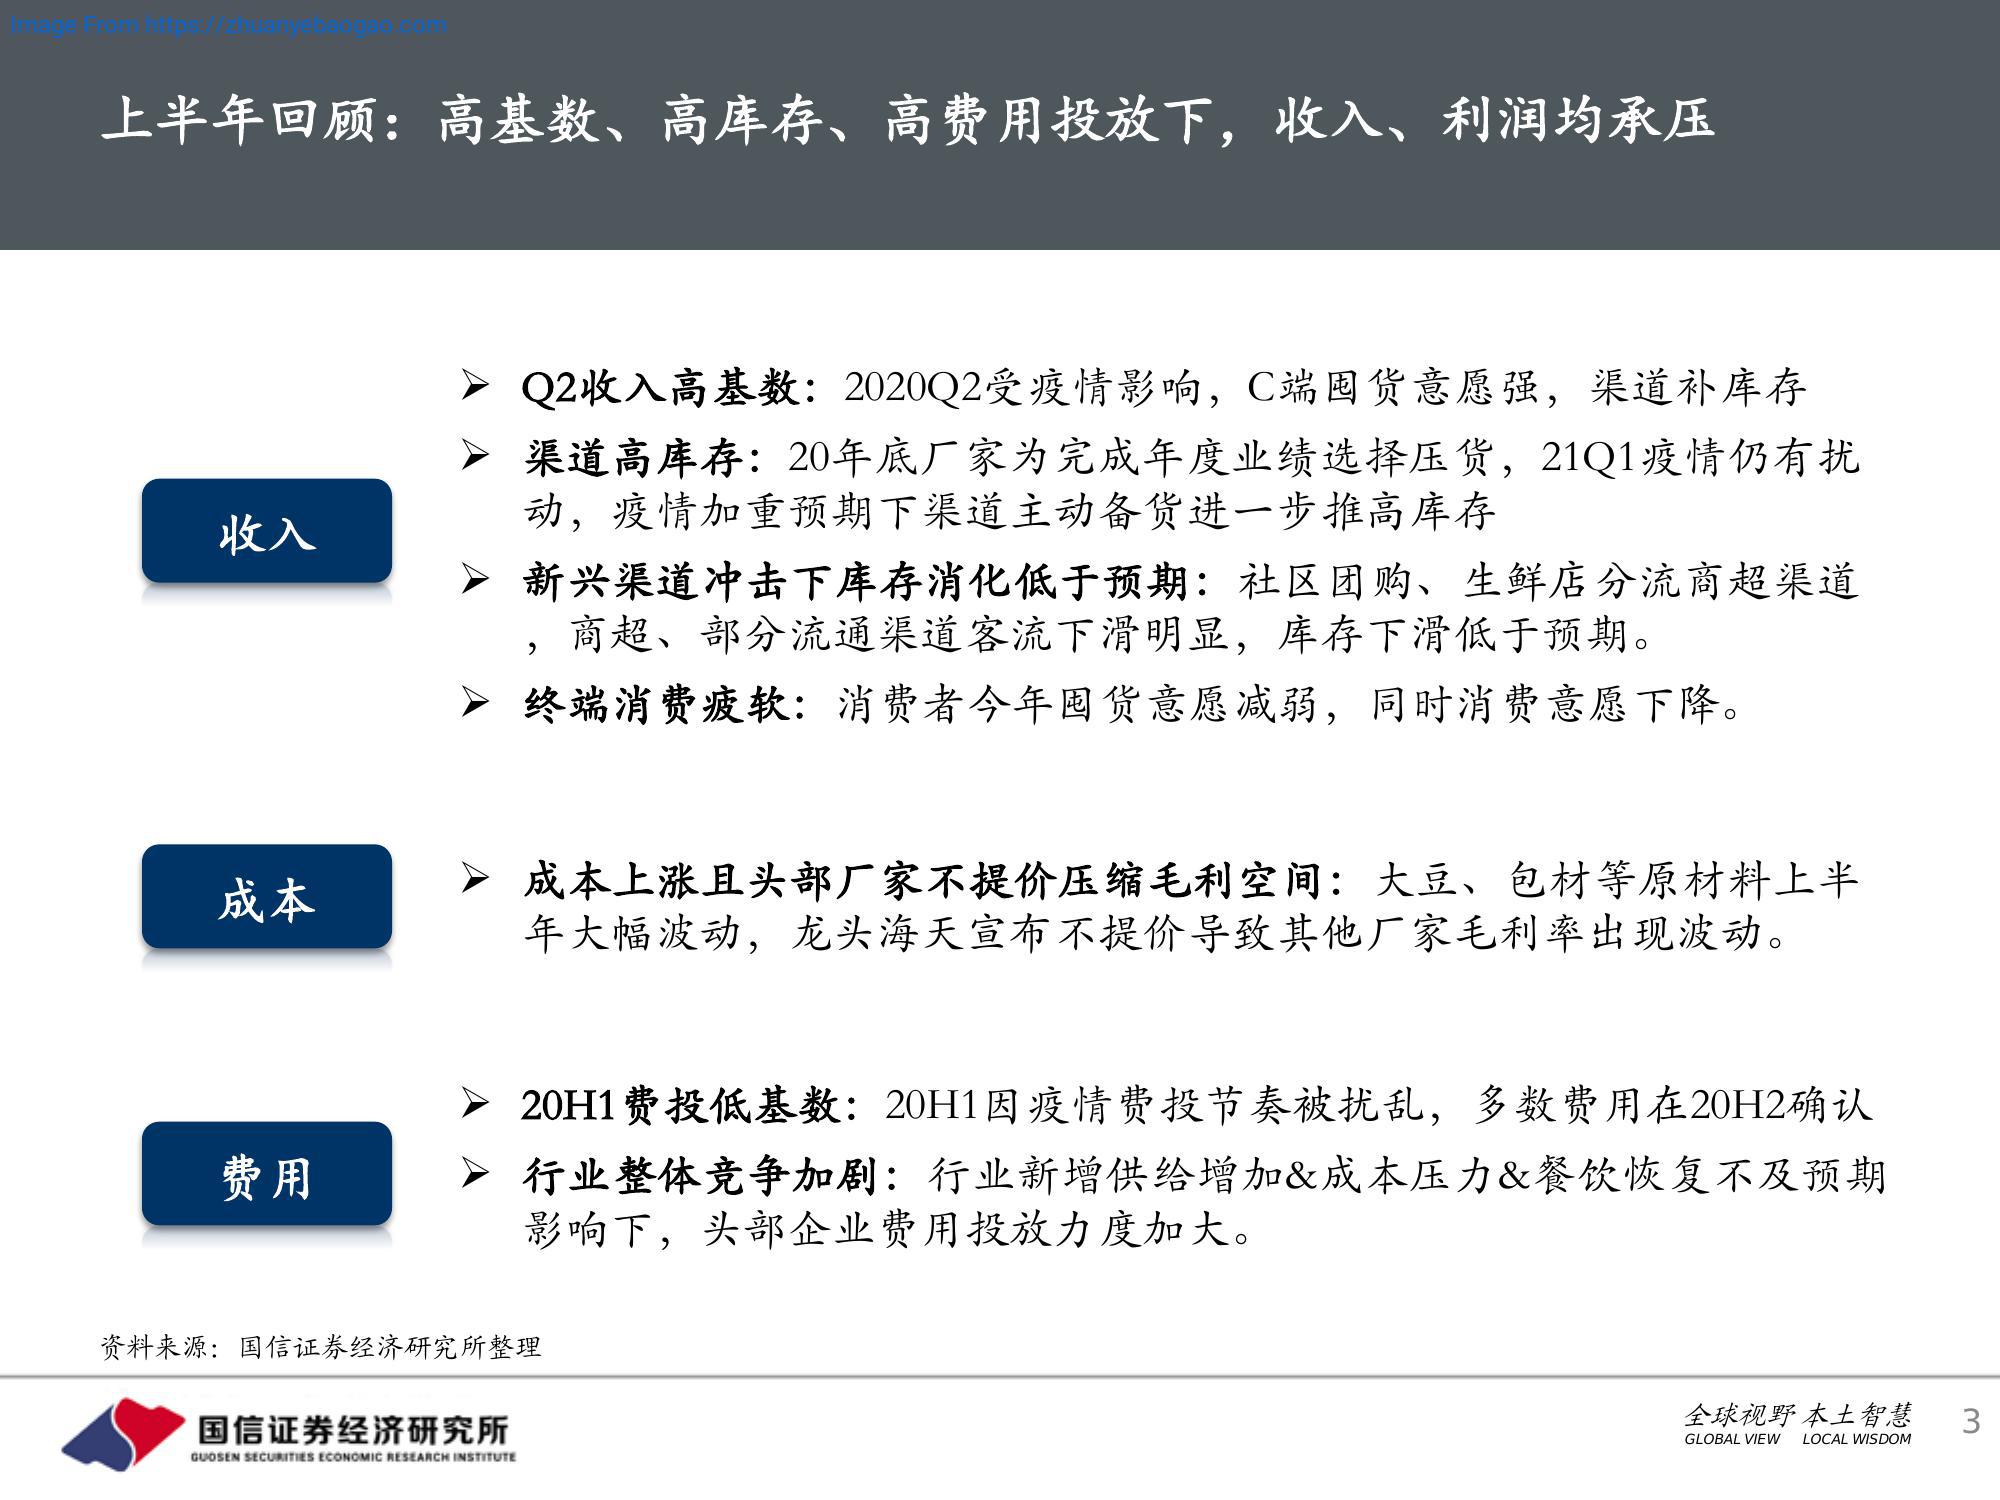 Image From https://zhuanyebaogao.com
上半年回顾：高基数、高库存、高费用投放下，收入、利润均承压
收入
➢ Q2收入高基数：2020Q2受疫情影响，C端囤货意愿强，渠道补库存
➢ 渠道高库存：20年底厂家为完成年度业绩选择压货，21Q1疫情仍有扰
动，疫情加重预期下渠道主动备货进一步推高库存
➢ 新兴渠道冲击下库存消化低于预期：社区团购、生鲜店分流商超渠道
，商超、部分流通渠道客流下滑明显，库存下滑低于预期。
➢ 终端消费疲软：消费者今年囤货意愿减弱，同时消费意愿下降。
成本
➢ 成本上涨且头部厂家不提价压缩毛利空间：大豆、包材等原材料上半
年大幅波动，龙头海天宣布不提价导致其他厂家毛利率出现波动。
费用
➢ 20H1费投低基数：20H1因疫情费投节奏被扰乱，多数费用在20H2确认
➢ 行业整体竞争加剧：行业新增供给增加&成本压力&餐饮恢复不及预期
影响下，头部企业费用投放力度加大。
资料来源：国信证券经济研究所整理
国信证券经济研究所
GUOSEN SECURITIES ECONOMIC RESEARCH INSTITUTE
全球视野 本土智慧
GLOBAL VIEW LOCAL WISDOM
3